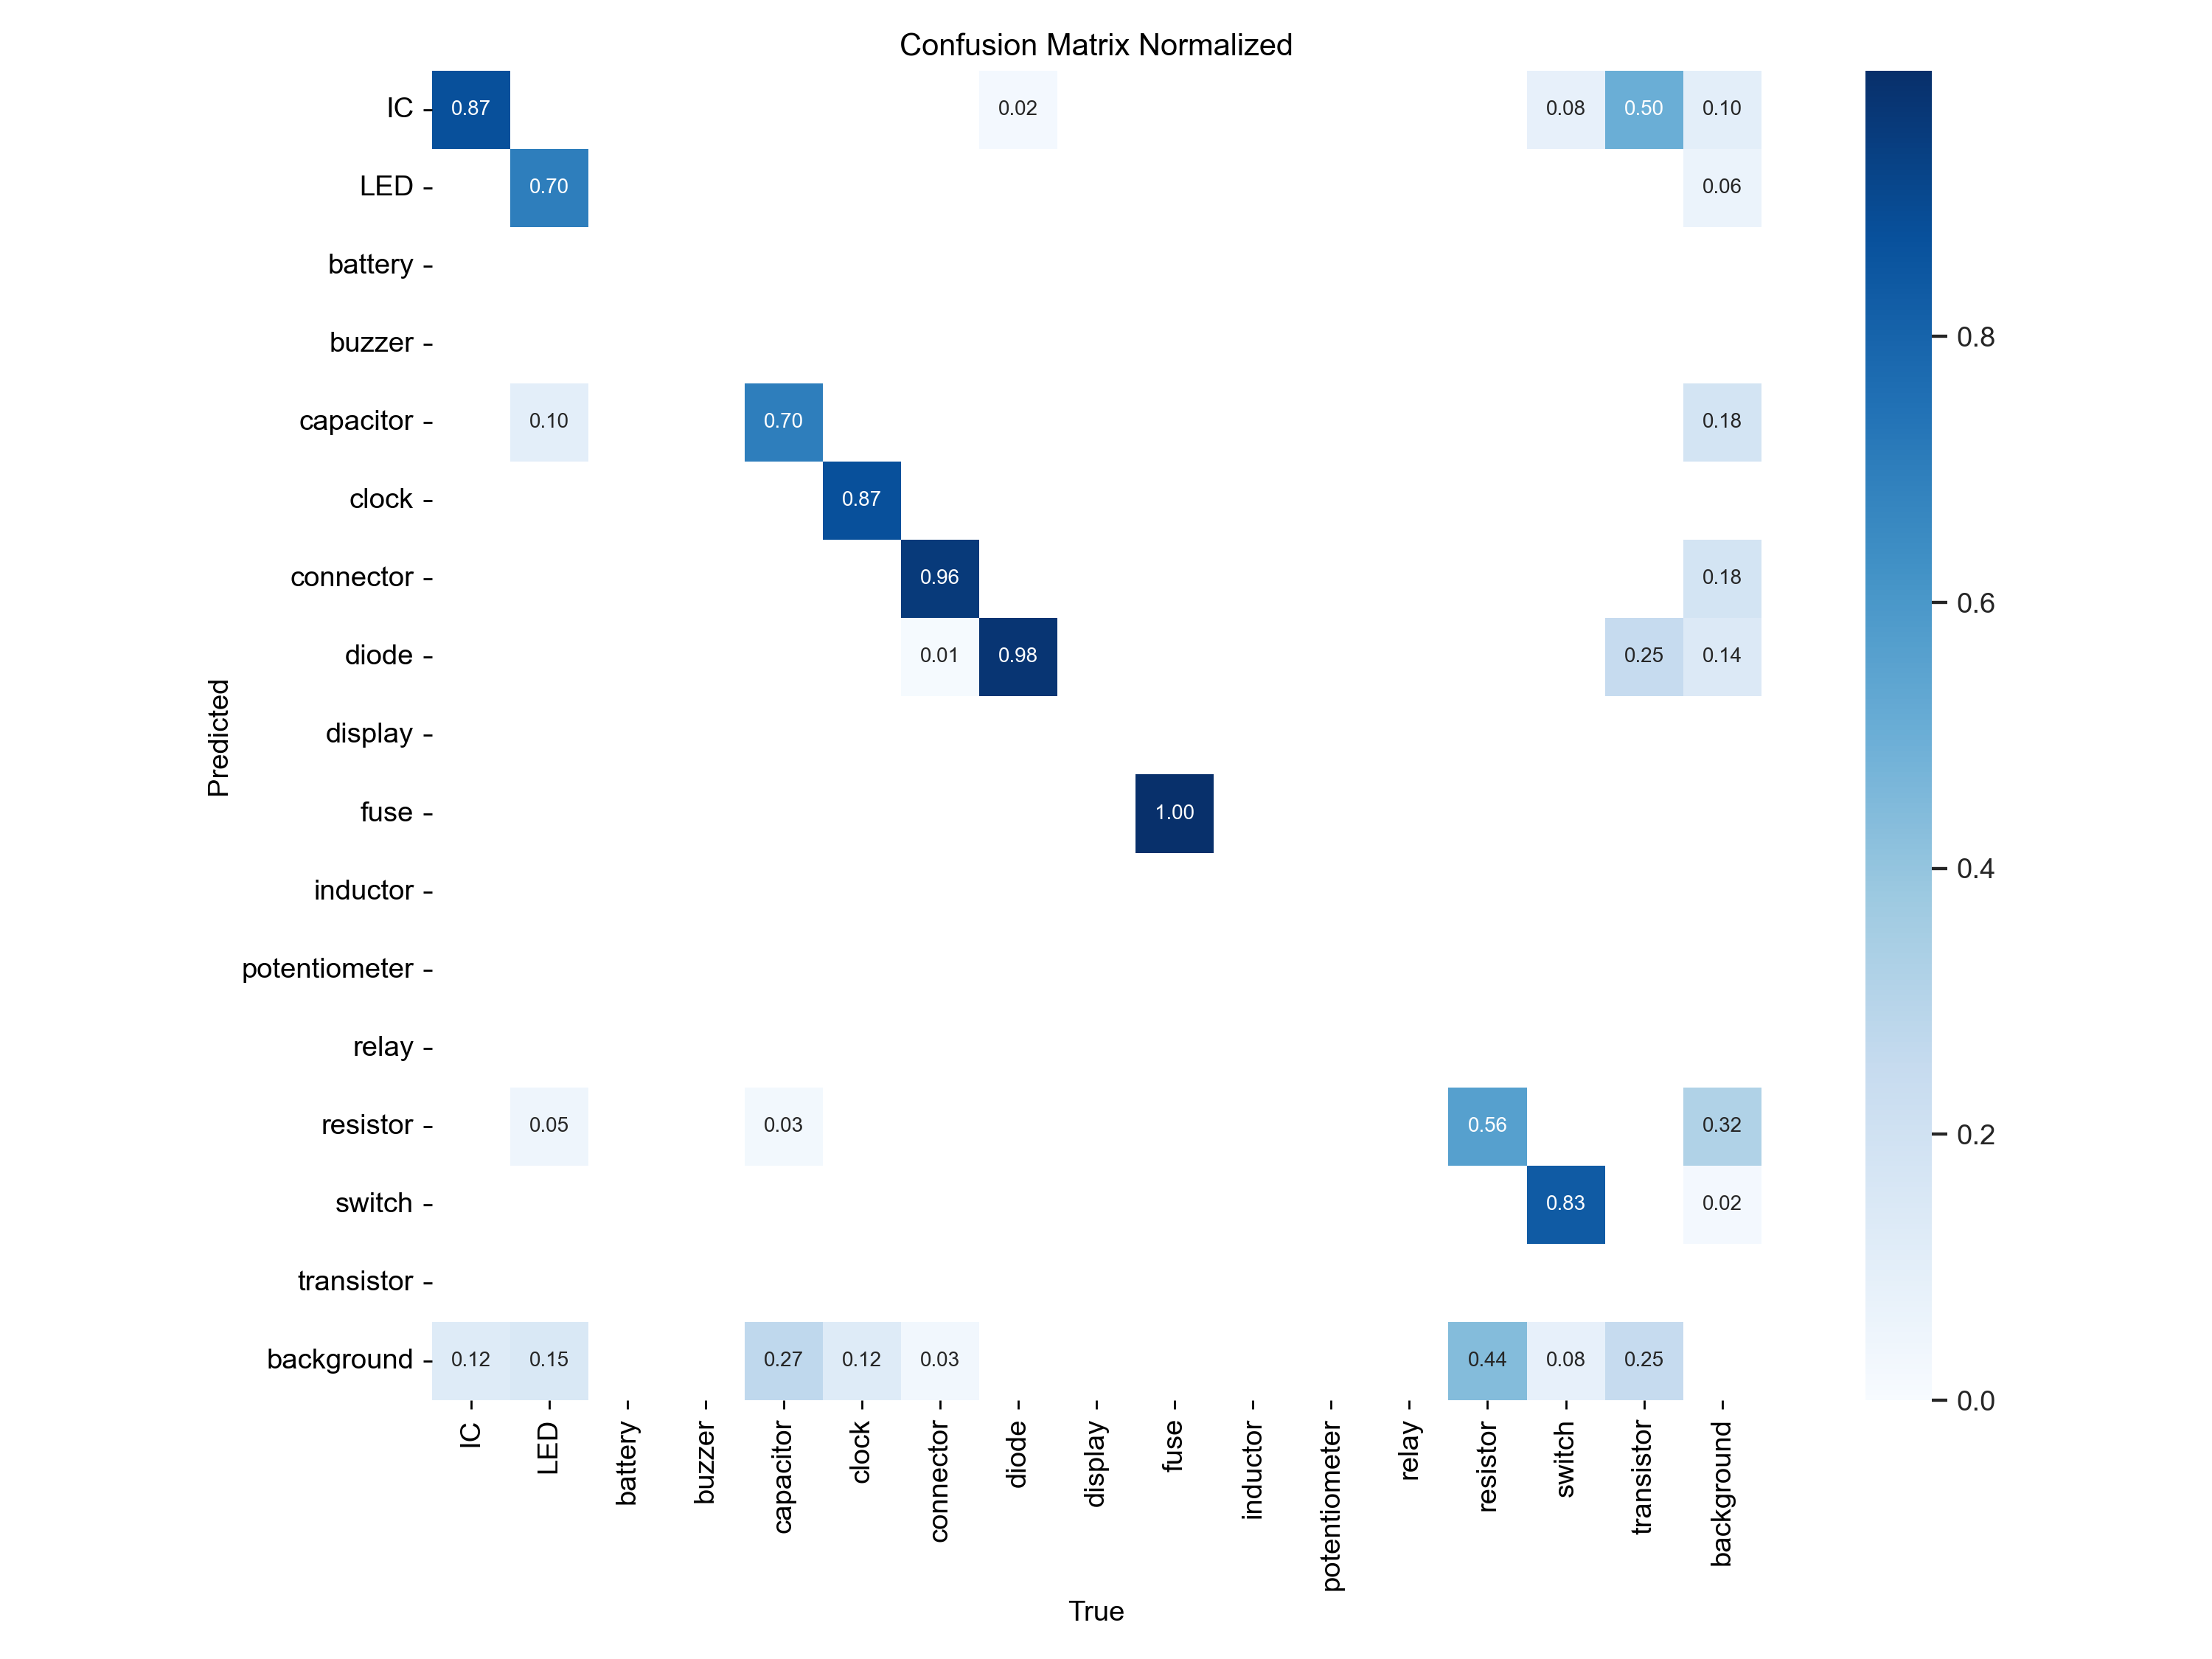 Confusion Matrix Normalized
IC 0.87 0.02 0.08 0.50 0.10
LED 0.70 0.06
battery
buzzer
capacitor 0.10 0.70 0.18
clock 0.87
connector 0.96 0.18
diode 0.01 0.98 0.25 0.14
display
fuse 1.00
inductor
potentiometer
relay
resistor 0.05 0.03 0.56 0.32
switch 0.83 0.02
transistor
background 0.12 0.15 0.27 0.12 0.03 0.44 0.08 0.25
Predicted
IC LED battery buzzer capacitor clock connector diode display fuse inductor potentiometer relay resistor switch transistor background
True
0.8
0.6
0.4
0.2
0.0